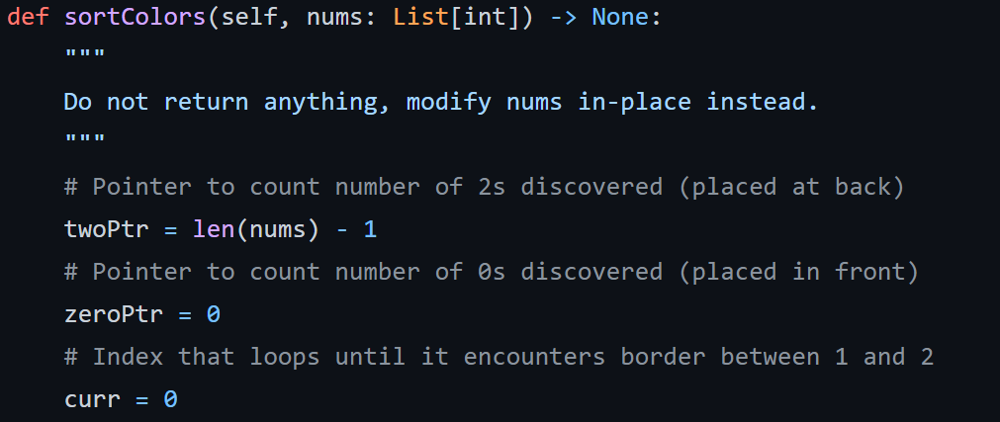 def sortColors(self, nums: List[int]) -> None:
    """
    Do not return anything, modify nums in-place instead.
    """
    # Pointer to count number of 2s discovered (placed at back)
    twoPtr = len(nums) - 1
    # Pointer to count number of 0s discovered (placed in front)
    zeroPtr = 0
    # Index that loops until it encounters border between 1 and 2
    curr = 0